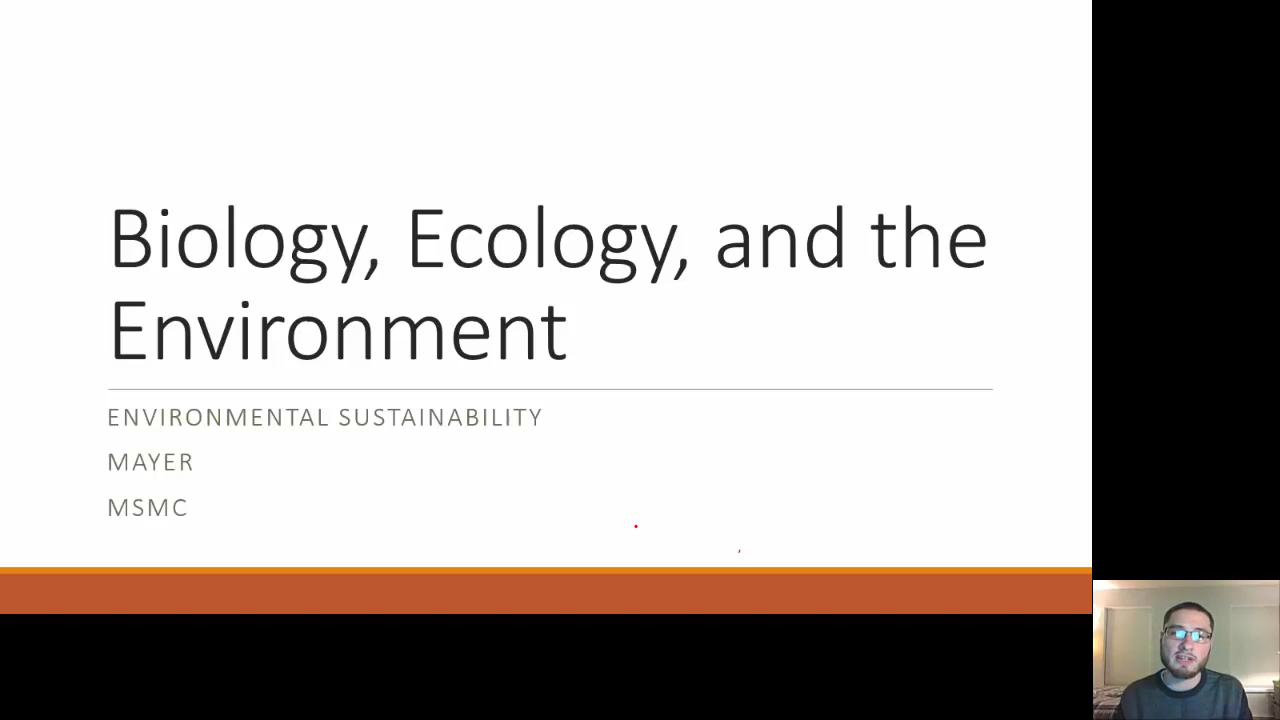 Biology, Ecology, and the
Environment
ENVIRONMENTAL SUSTAINABILITY
MAYER
MSMC